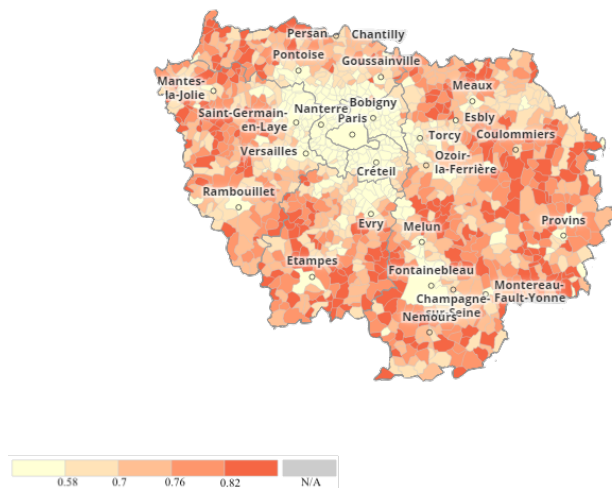 Persan
Chantilly
Pontoise
Goussainville
Mantes-
la-Jolie
Meaux
Saint-Germain-
en-Laye
Nanterre
Bobigny
Paris
Esbly
Torcy
Coulommiers
Versailles
Ozoir-
la-Ferrière
Créteil
Rambouillet
Evry
Melun
Provins
Etampes
Fontainebleau
Montereau-
Fault-Yonne
Champagne-
sur-Seine
Nemours
0.58 0.7 0.76 0.82 N/A